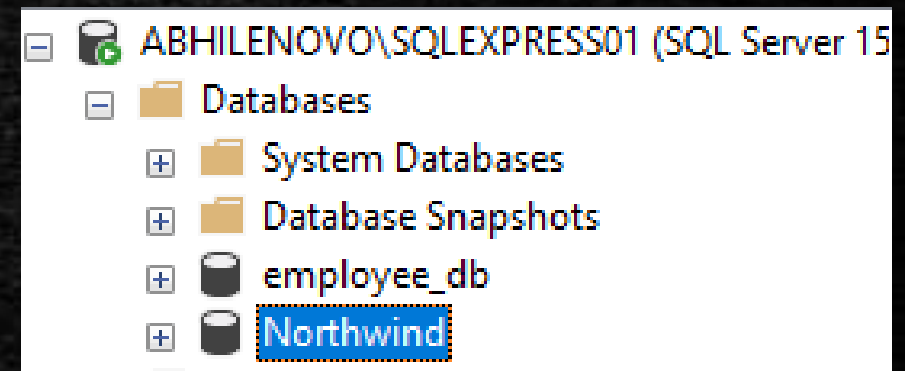 ABHILENOVO\SQLEXPRESS01 (SQL Server 15
Databases
System Databases
Database Snapshots
employee_db
Northwind